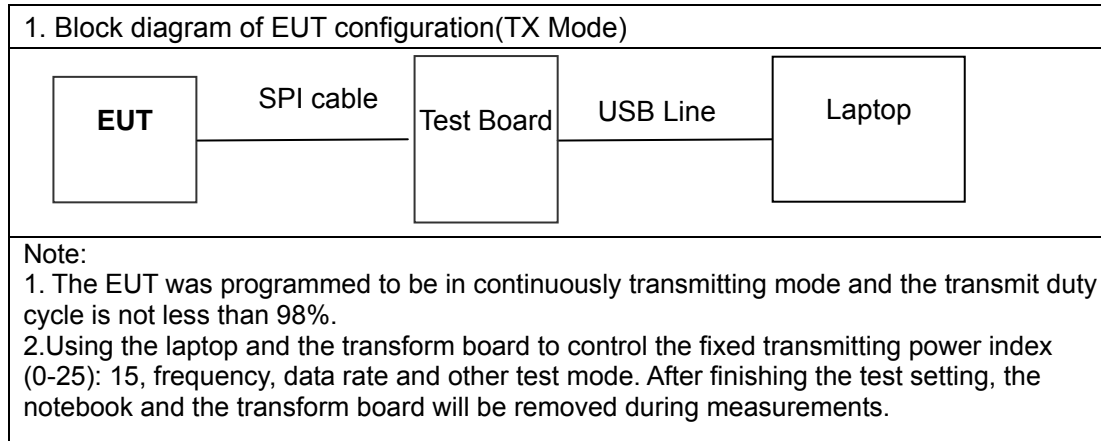 1. Block diagram of EUT configuration(TX Mode)
EUT
SPI cable
Test Board
USB Line
Laptop
Note:
1. The EUT was programmed to be in continuously transmitting mode and the transmit duty
cycle is not less than 98%.
2.Using the laptop and the transform board to control the fixed transmitting power index
(0-25): 15, frequency, data rate and other test mode. After finishing the test setting, the
notebook and the transform board will be removed during measurements.